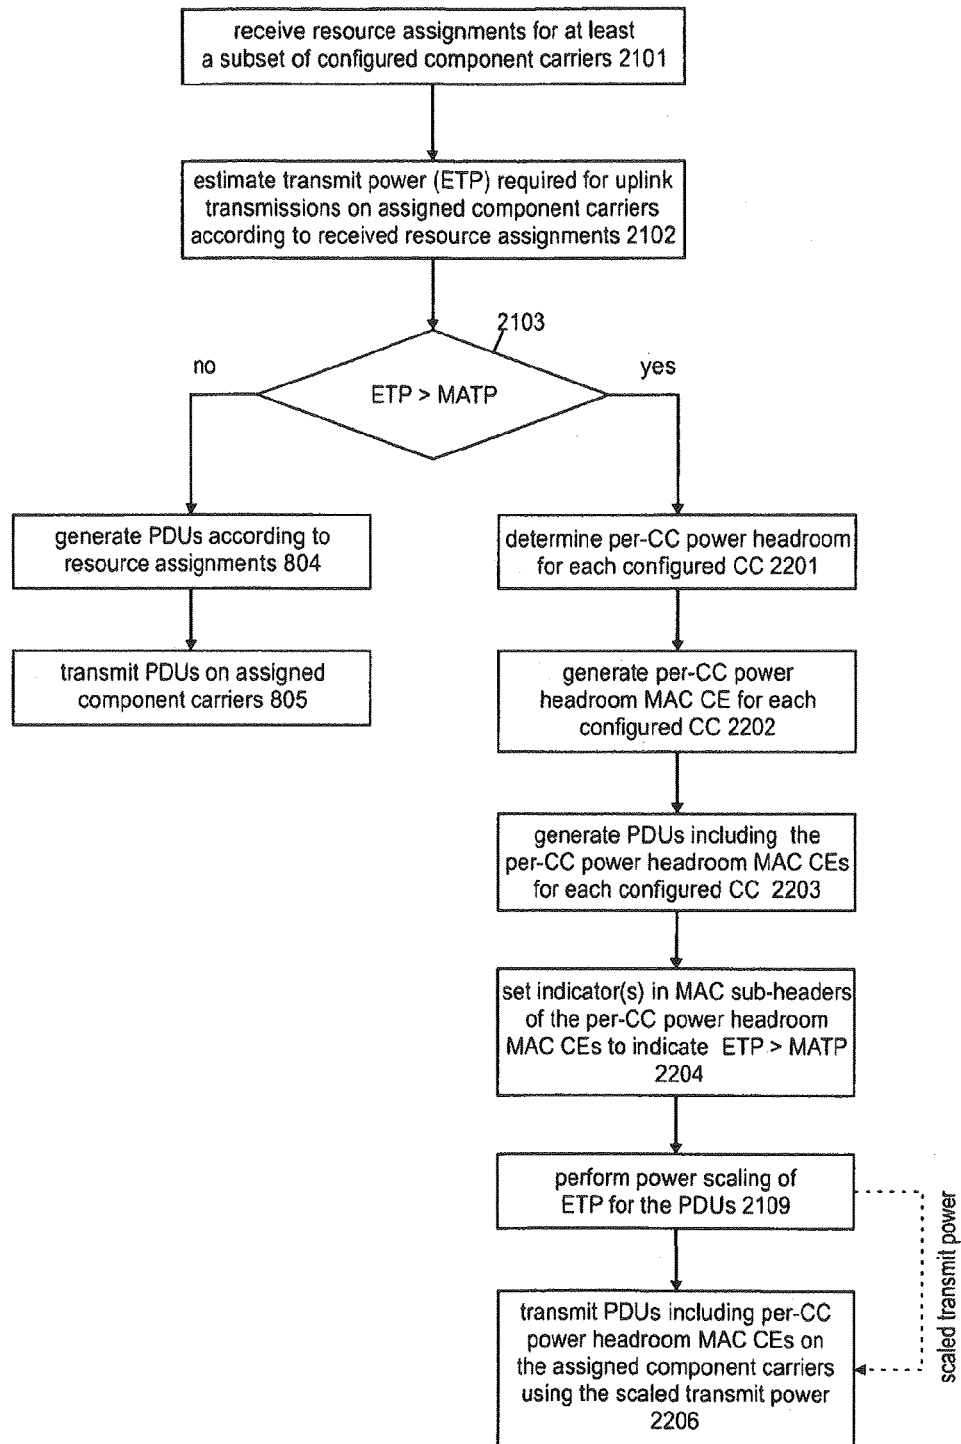 receive resource assignments for at least
a subset of configured component carriers 2101
estimate transmit power (ETP) required for uplink
transmissions on assigned component carriers
according to received resource assignments 2102
2103
no
yes
ETP > MATP
generate PDUs according to
resource assignments 804
transmit PDUs on assigned
component carriers 805
determine per-CC power headroom
for each configured CC 2201
generate per-CC power
headroom MAC CE for each
configured CC 2202
generate PDUs including the
per-CC power headroom MAC CEs
for each configured CC 2203
set indicator(s) in MAC sub-headers
of the per-CC power headroom
MAC CEs to indicate ETP > MATP
2204
perform power scaling of
ETP for the PDUs 2109
scaled transmit power
transmit PDUs including per-CC
power headroom MAC CEs on
the assigned component carriers
using the scaled transmit power
2206